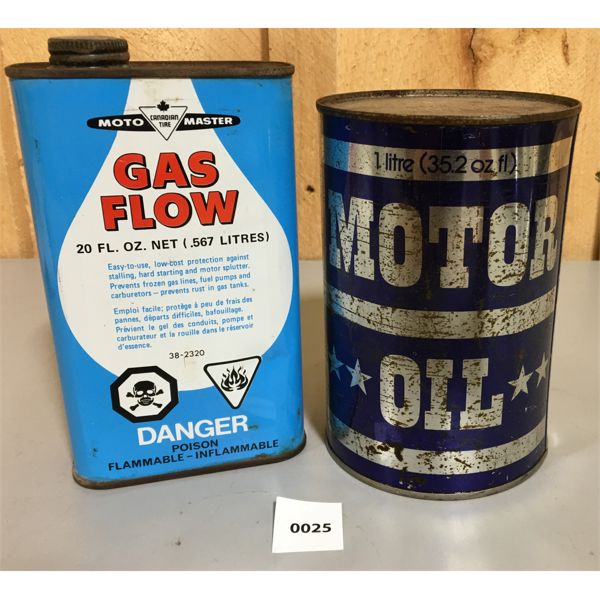 MOTO MASTER
CANADIAN
TIRE
GAS
FLOW
20 FL. OZ. NET (.567 LITRES)
Easy-to-use, low-cost protection against
stalling, hard starting and motor splutter.
Prevents frozen gas lines, fuel pumps and
carburetors – prevents rust in gas tanks.
Emploi facile; protège à peu de frais des
pannes, départs difficiles, bafouillage.
Prévient le gel des conduits, pompe et
carburateur et la rouille dans le réservoir
d'essence.
38-2320
DANGER
POISON
FLAMMABLE – INFLAMMABLE
1 litre (35.2 oz fl)
MOTOR
OIL
0025